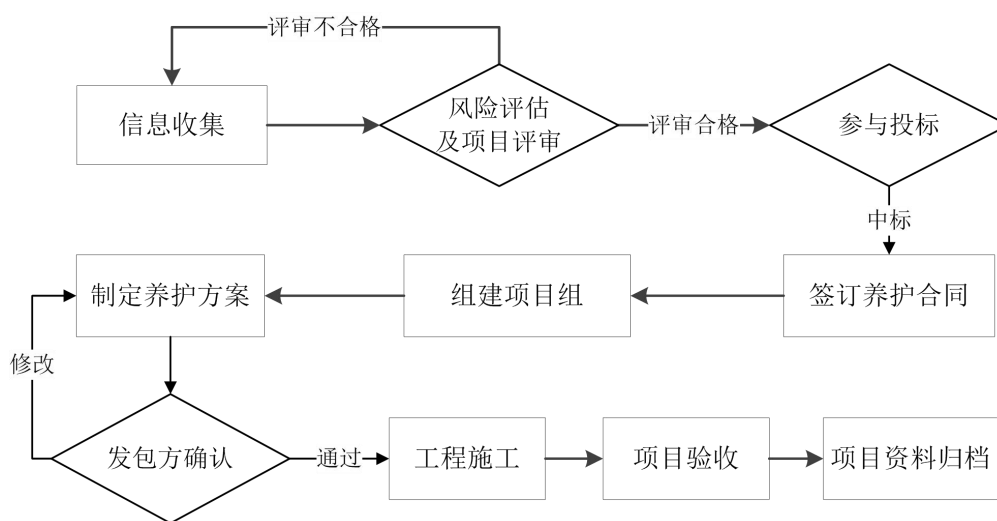 评审不合格
信息收集
风险评估
及项目评审
评审合格
参与投标
中标
制定养护方案
组建项目组
签订养护合同
修改
发包方确认
通过
工程施工
项目验收
项目资料归档